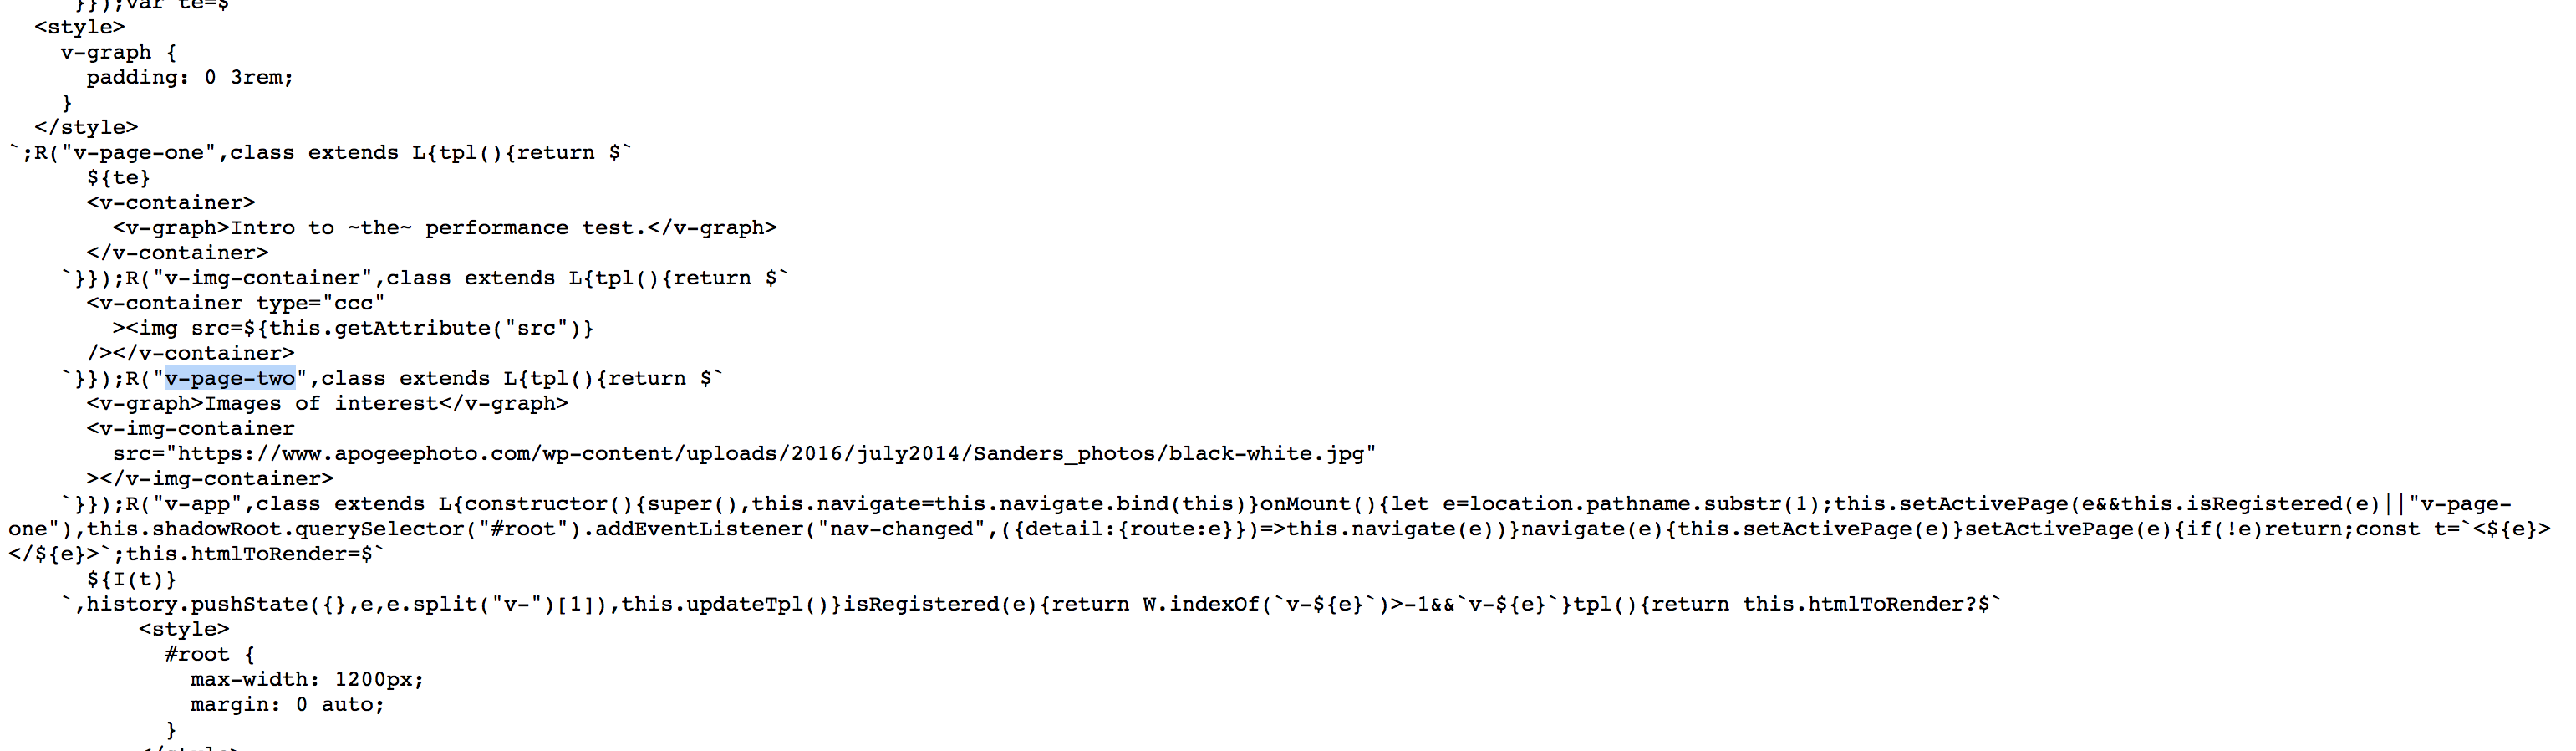 }});var te=$`
<style>
v-graph {
padding: 0 3rem;
}
</style>
`;R("v-page-one",class extends L{tpl(){return $`
${te}
<v-container>
<v-graph>Intro to ~the~ performance test.</v-graph>
</v-container>
`}});R("v-img-container",class extends L{tpl(){return $`
<v-container type="ccc"
><img src=${this.getAttribute("src")}
/></v-container>
`}});R("v-page-two",class extends L{tpl(){return $`
<v-graph>Images of interest</v-graph>
<v-img-container
src="https://www.apogeephoto.com/wp-content/uploads/2016/july2014/Sanders_photos/black-white.jpg"
></v-img-container>
`}});R("v-app",class extends L{constructor(){super(),this.navigate=this.navigate.bind(this)}onMount(){let e=location.pathname.substr(1);this.setActivePage(e&&this.isRegistered(e)||"v-page-
one"),this.shadowRoot.querySelector("#root").addEventListener("nav-changed",({detail:{route:e}})=>this.navigate(e))}navigate(e){this.setActivePage(e)}setActivePage(e){if(!e)return;const t=`<${e}>
</${e}>`;this.htmlToRender=$`
${I(t)}
`,history.pushState({},e,e.split("v-")[1]),this.updateTpl()}isRegistered(e){return W.indexOf(`v-${e}`)>-1&&`v-${e}`}tpl(){return this.htmlToRender?$`
<style>
#root {
max-width: 1200px;
margin: 0 auto;
}
</style>